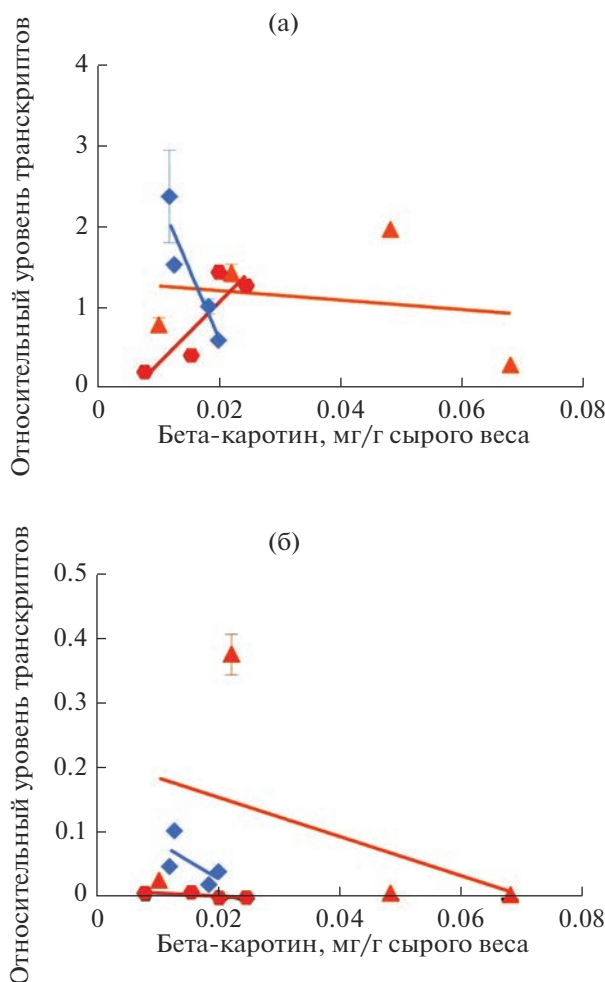 (а)
Относительный уровень транскриптов
4
3
2
1
0
0 0.02 0.04 0.06 0.08
Бета-каротин, мг/г сырого веса
(б)
Относительный уровень транскриптов
0.5
0.4
0.3
0.2
0.1
0
0 0.02 0.04 0.06 0.08
Бета-каротин, мг/г сырого веса